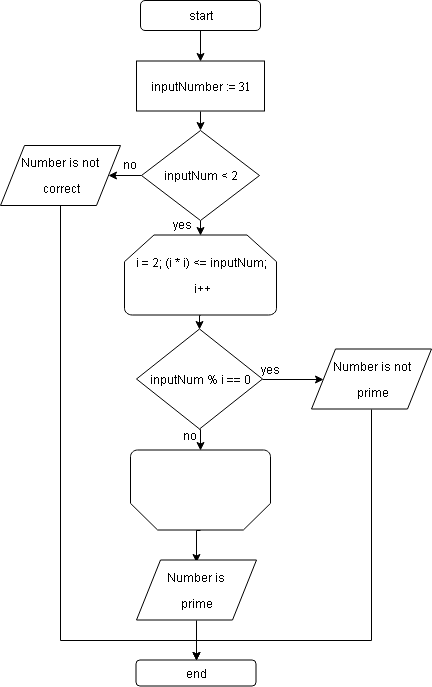 start
inputNumber := 31
inputNum < 2
no
Number is not
correct
yes
i = 2; (i * i) <= inputNum;
i++
inputNum % i == 0
yes
Number is not
prime
no
Number is
prime
end